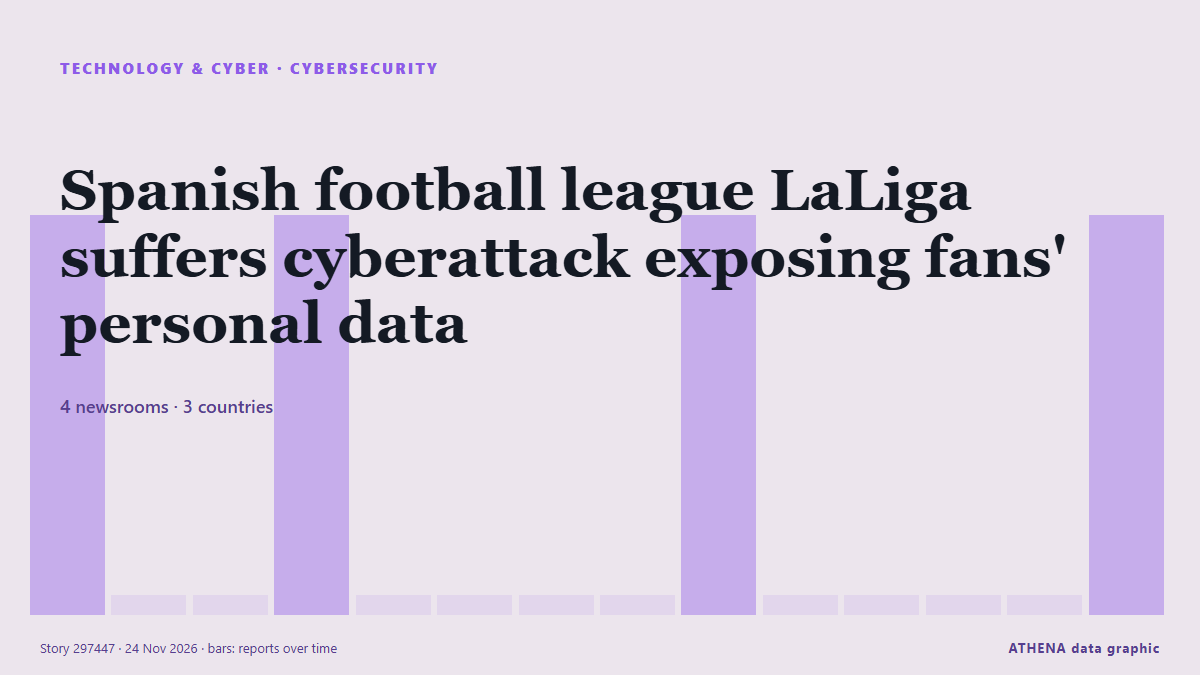 TECHNOLOGY & CYBER · CYBERSECURITY
Spanish football league LaLiga
suffers cyberattack exposing fans'
personal data
4 newsrooms · 3 countries
Story 297447 · 24 Nov 2026 · bars: reports over time
ATHENA data graphic